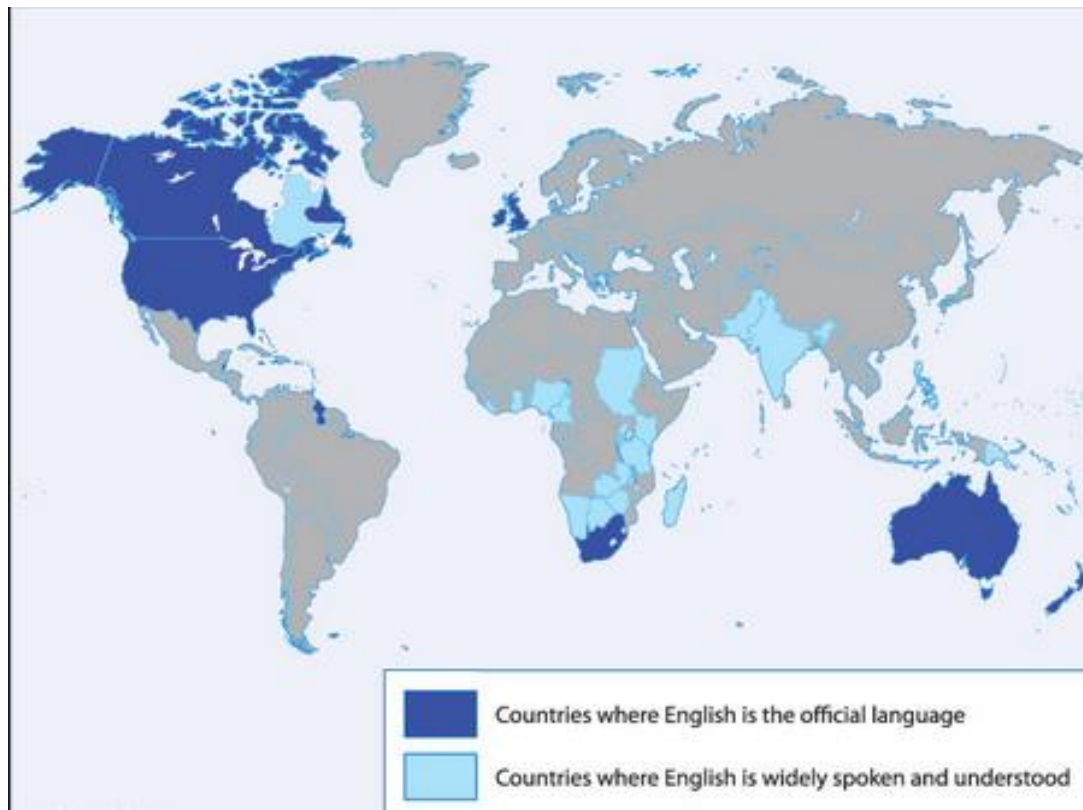 Countries where English is the official language
Countries where English is widely spoken and understood